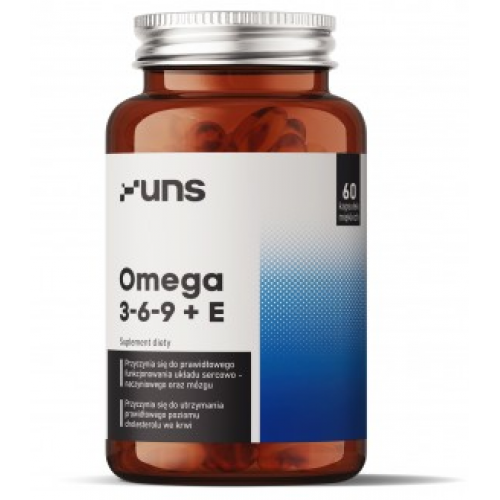 uns
60
kapsułek
miękkich
Omega
3-6-9 + E
Suplement diety
Przyczynia się do prawidłowego
funkcjonowania układu sercowo -
naczyniowego oraz mózgu
Przyczynia się do utrzymania
prawidłowego poziomu
cholesterolu we krwi